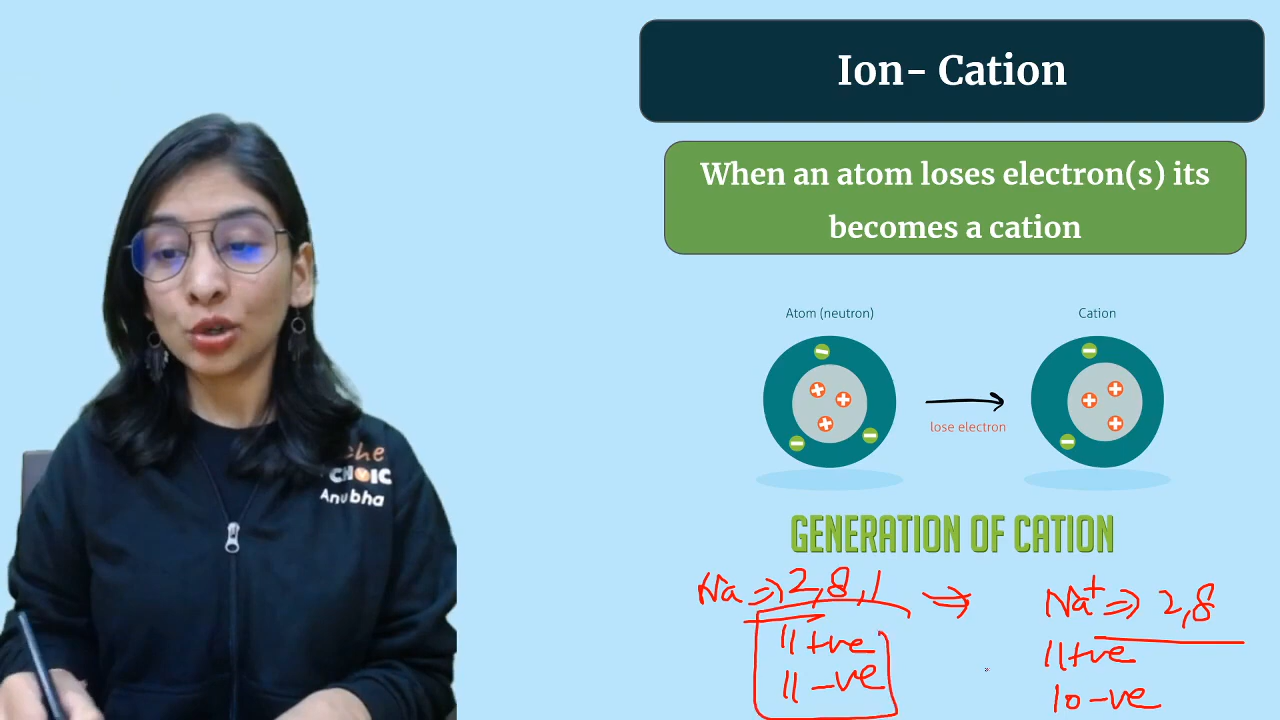 Ion- Cation
When an atom loses electron(s) its
becomes a cation
Atom (neutron)
Cation
lose electron
GENERATION OF CATION
Na ⇒ 2,8,1 ⇒ Na⁺ ⇒ 2,8
11+ve
11-ve
11+ve
10-ve
Anubha